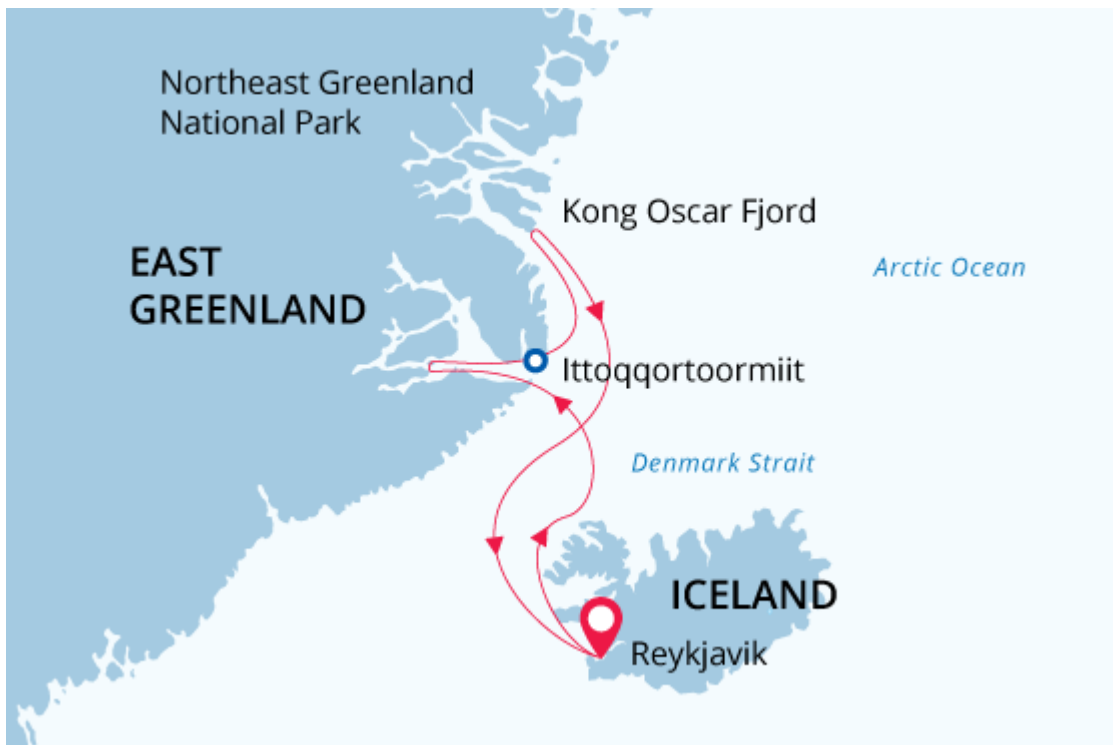 Northeast Greenland
National Park
Kong Oscar Fjord
EAST
GREENLAND
Arctic Ocean
Ittoqqortoormiit
Denmark Strait
ICELAND
Reykjavik